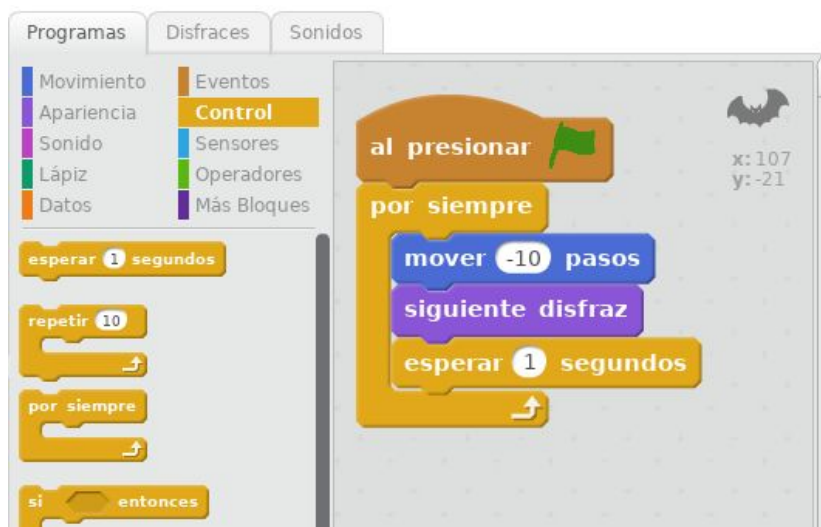 Programas Disfraces Sonidos
Movimiento Eventos
Apariencia Control
Sonido Sensores
Lápiz Operadores
Datos Más Bloques
esperar 1 segundos
repetir 10
por siempre
si entonces
al presionar
por siempre
mover -10 pasos
siguiente disfraz
esperar 1 segundos
x: 107
y: -21